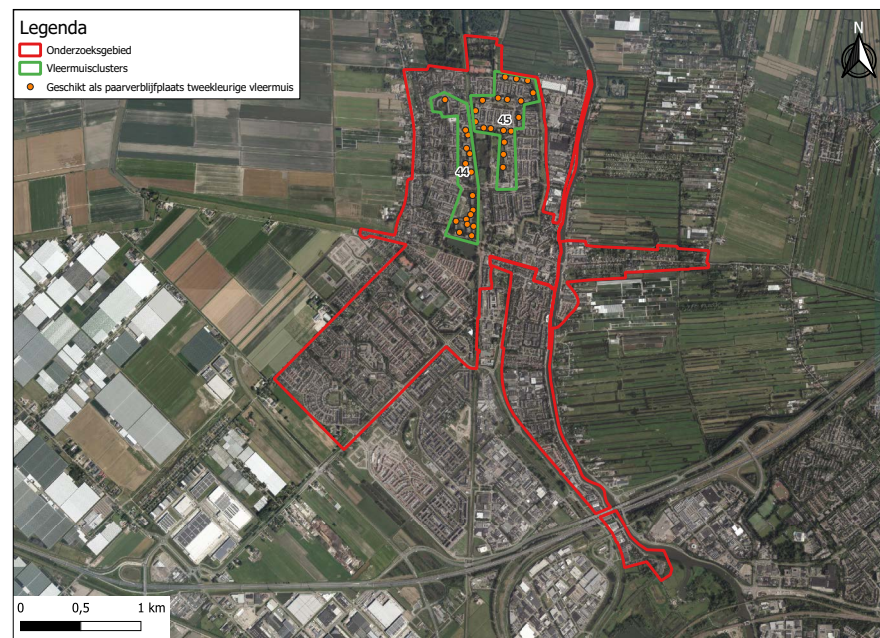 Legenda
Onderzoeksgebied
Vleermuisclusters
Geschikt als paarverblijfplaats tweekleurige vleermuis
N
45
44
0 0,5 1 km